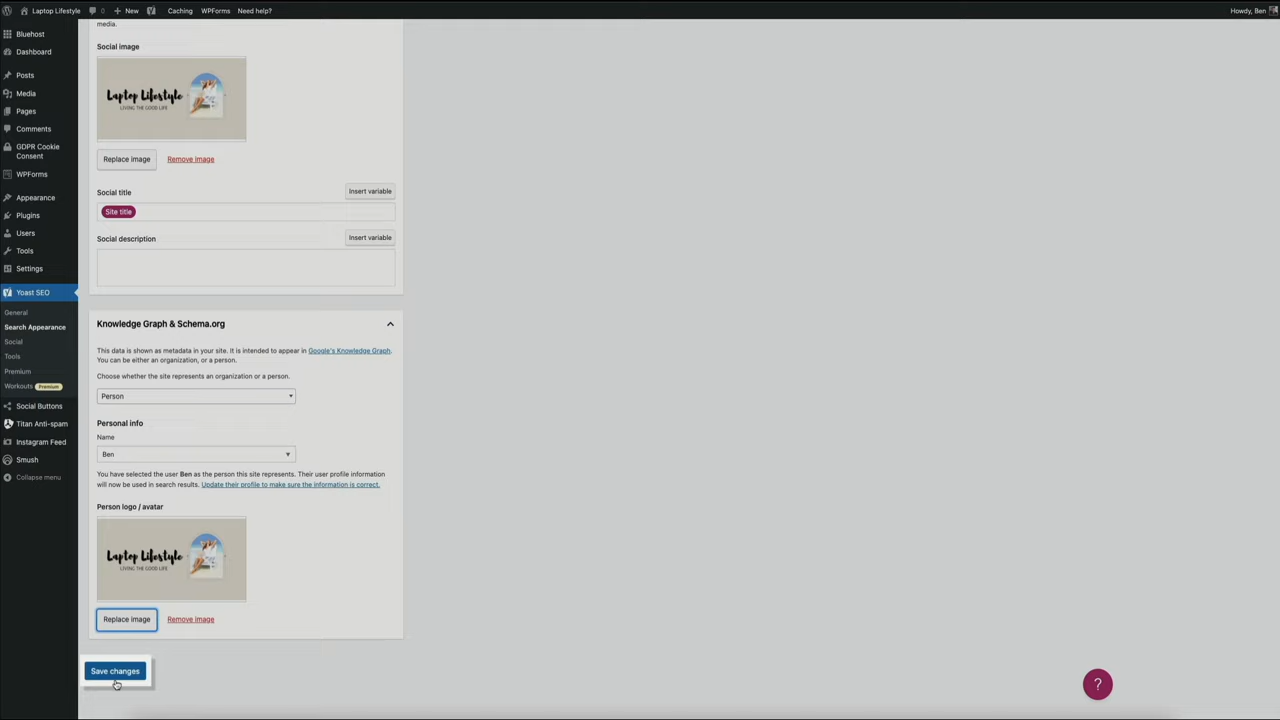 Laptop Lifestyle 0 New Caching WPForms Need help? Howdy, Ben
Bluehost
Dashboard
Posts
Media
Pages
Comments
GDPR Cookie
Consent
WPForms
Appearance
Plugins
Users
Tools
Settings
Yoast SEO
General
Search Appearance
Social
Tools
Premium
Workouts Premium
Social Buttons
Titan Anti-spam
Instagram Feed
Smush
Collapse menu
media.
Social image
Laptop Lifestyle
LIVING THE GOOD LIFE
Replace image Remove image
Social title Insert variable
Site title
Social description Insert variable
Knowledge Graph & Schema.org
This data is shown as metadata in your site. It is intended to appear in Google's Knowledge Graph.
You can be either an organization, or a person.
Choose whether the site represents an organization or a person.
Person
Personal info
Name
Ben
You have selected the user Ben as the person this site represents. Their user profile information
will now be used in search results. Update their profile to make sure the information is correct.
Person logo / avatar
Laptop Lifestyle
LIVING THE GOOD LIFE
Replace image Remove image
Save changes
?